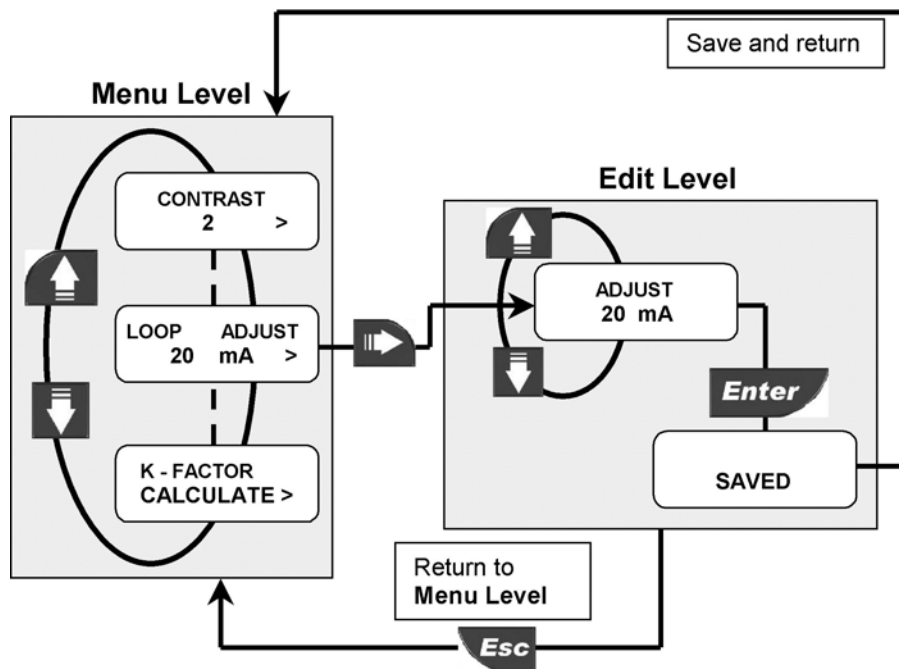 Save and return
Menu Level
CONTRAST
2 >
LOOP ADJUST
20 mA >
K - FACTOR
CALCULATE >
Edit Level
ADJUST
20 mA
Enter
SAVED
Return to
Menu Level
Esc